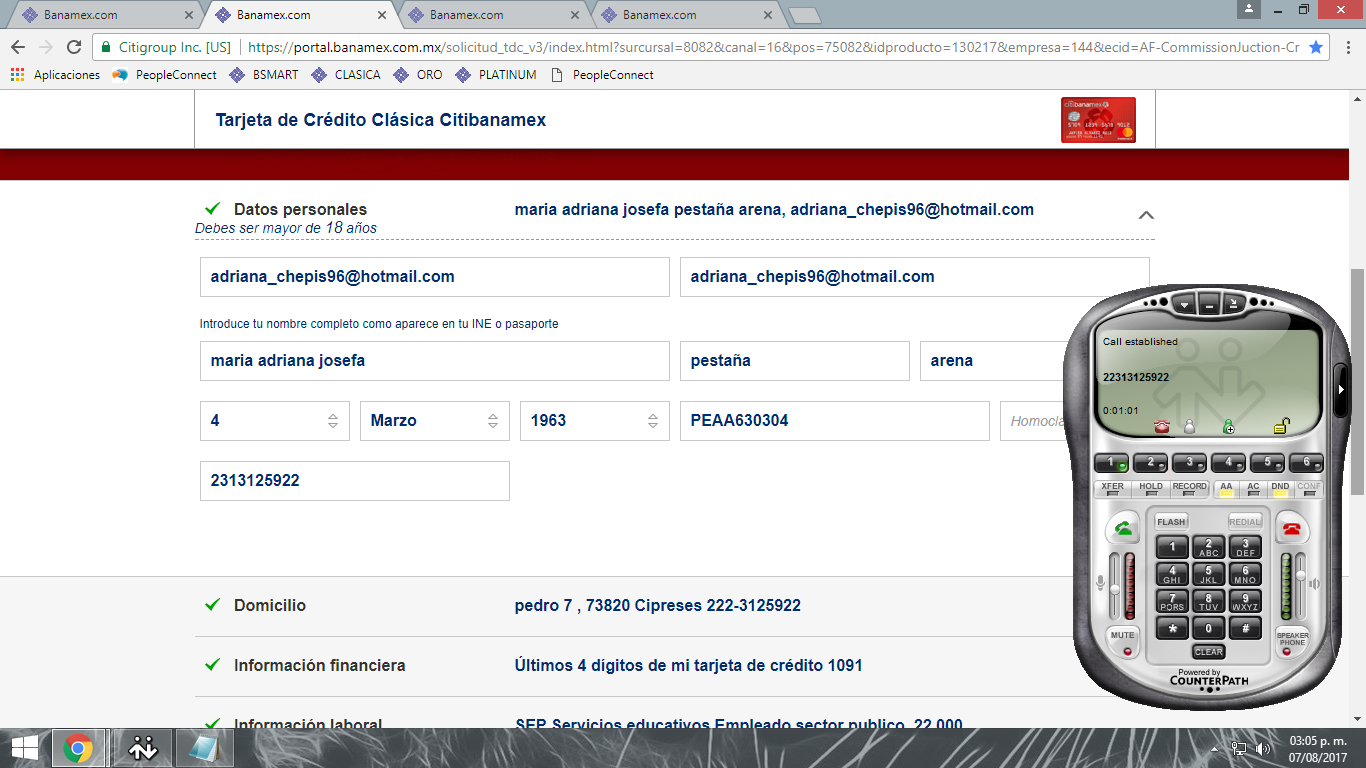 Banamex.com
Banamex.com
Banamex.com
Banamex.com
Citigroup Inc. [US]
https://portal.banamex.com.mx/solicitud_tdc_v3/index.html?surcursal=8082&canal=16&pos=75082&idproducto=130217&empresa=144&ecid=AF-CommissionJuction-Cr
Aplicaciones
PeopleConnect
BSMART
CLASICA
ORO
PLATINUM
PeopleConnect
Tarjeta de Crédito Clásica Citibanamex
citibanamex
Datos personales
maria adriana josefa pestaña arena, adriana_chepis96@hotmail.com
Debes ser mayor de 18 años
adriana_chepis96@hotmail.com
adriana_chepis96@hotmail.com
Introduce tu nombre completo como aparece en tu INE o pasaporte
maria adriana josefa
pestaña
arena
4
Marzo
1963
PEAA630304
Homocla
2313125922
Domicilio
pedro 7 , 73820 Cipreses 222-3125922
Información financiera
Últimos 4 dígitos de mi tarjeta de crédito 1091
Información laboral
SEP Servicios educativos Empleado sector publico 22,000
Call established
22313125922
0:01:01
1
2
3
4
5
6
XFER
HOLD
RECORD
AA
AC
DND
CONF
FLASH
REDIAL
1
2 ABC
3 DEF
4 GHI
5 JKL
6 MNO
7 PQRS
8 TUV
9 WXYZ
*
0
#
MUTE
CLEAR
SPEAKER
PHONE
Powered by
COUNTERPATH
03:05 p. m.
07/08/2017